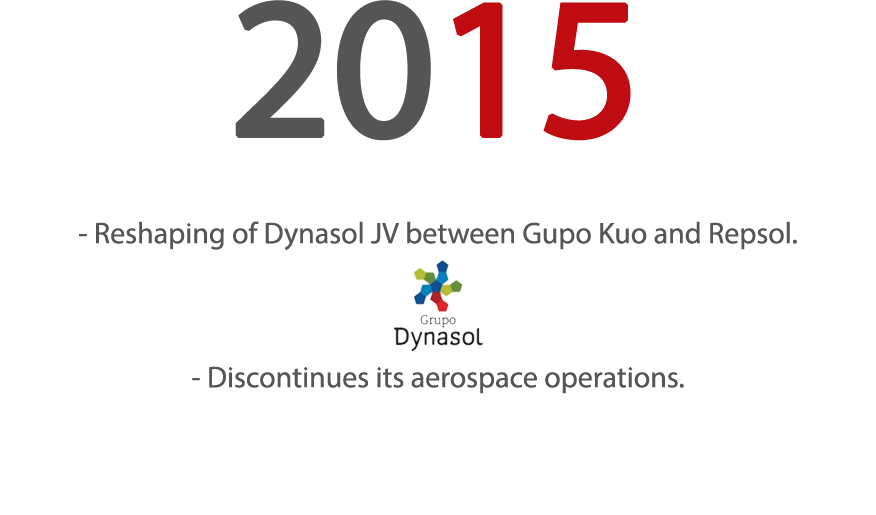 2015
- Reshaping of Dynasol JV between Gupo Kuo and Repsol.
Grupo
Dynasol
- Discontinues its aerospace operations.